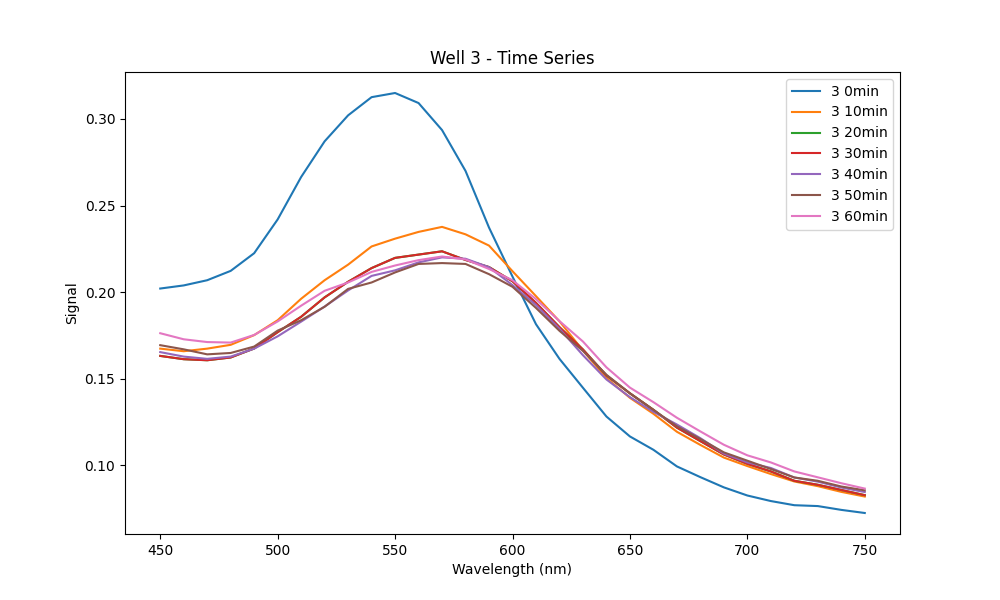 Well 3 - Time Series
Signal
0.30
0.25
0.20
0.15
0.10
3 0min
3 10min
3 20min
3 30min
3 40min
3 50min
3 60min
450 500 550 600 650 700 750
Wavelength (nm)